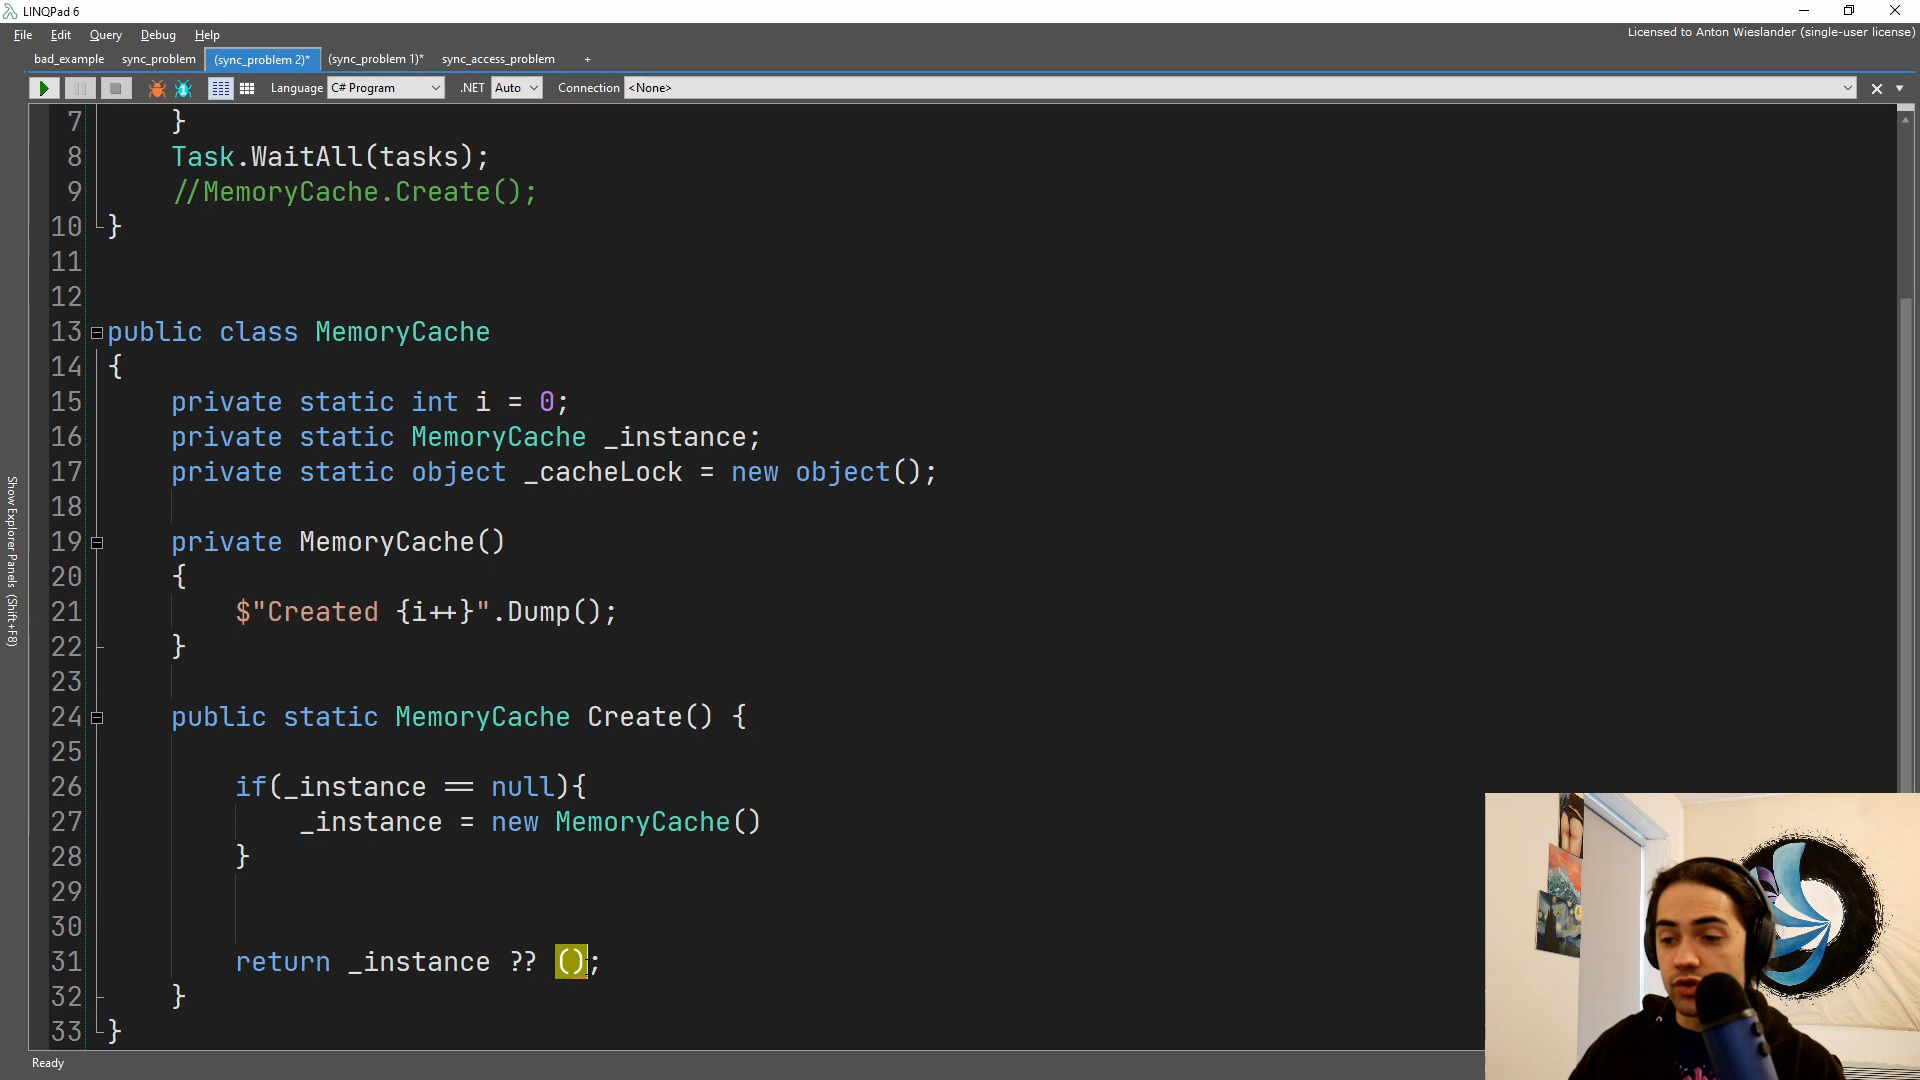 LINQPad 6
File Edit Query Debug Help
Licensed to Anton Wieslander (single-user license)
bad_example sync_problem (sync_problem 2)* (sync_problem 1)* sync_access_problem +
Language C# Program .NET Auto Connection <None>
Show Explorer Panels (Shift+F8)
7 }
8 Task.WaitAll(tasks);
9 //MemoryCache.Create();
10 }
11
12
13 public class MemoryCache
14 {
15 private static int i = 0;
16 private static MemoryCache _instance;
17 private static object _cacheLock = new object();
18
19 private MemoryCache()
20 {
21 $"Created {i++}".Dump();
22 }
23
24 public static MemoryCache Create() {
25
26 if(_instance == null){
27 _instance = new MemoryCache()
28 }
29
30
31 return _instance ?? ();
32 }
33 }
Ready